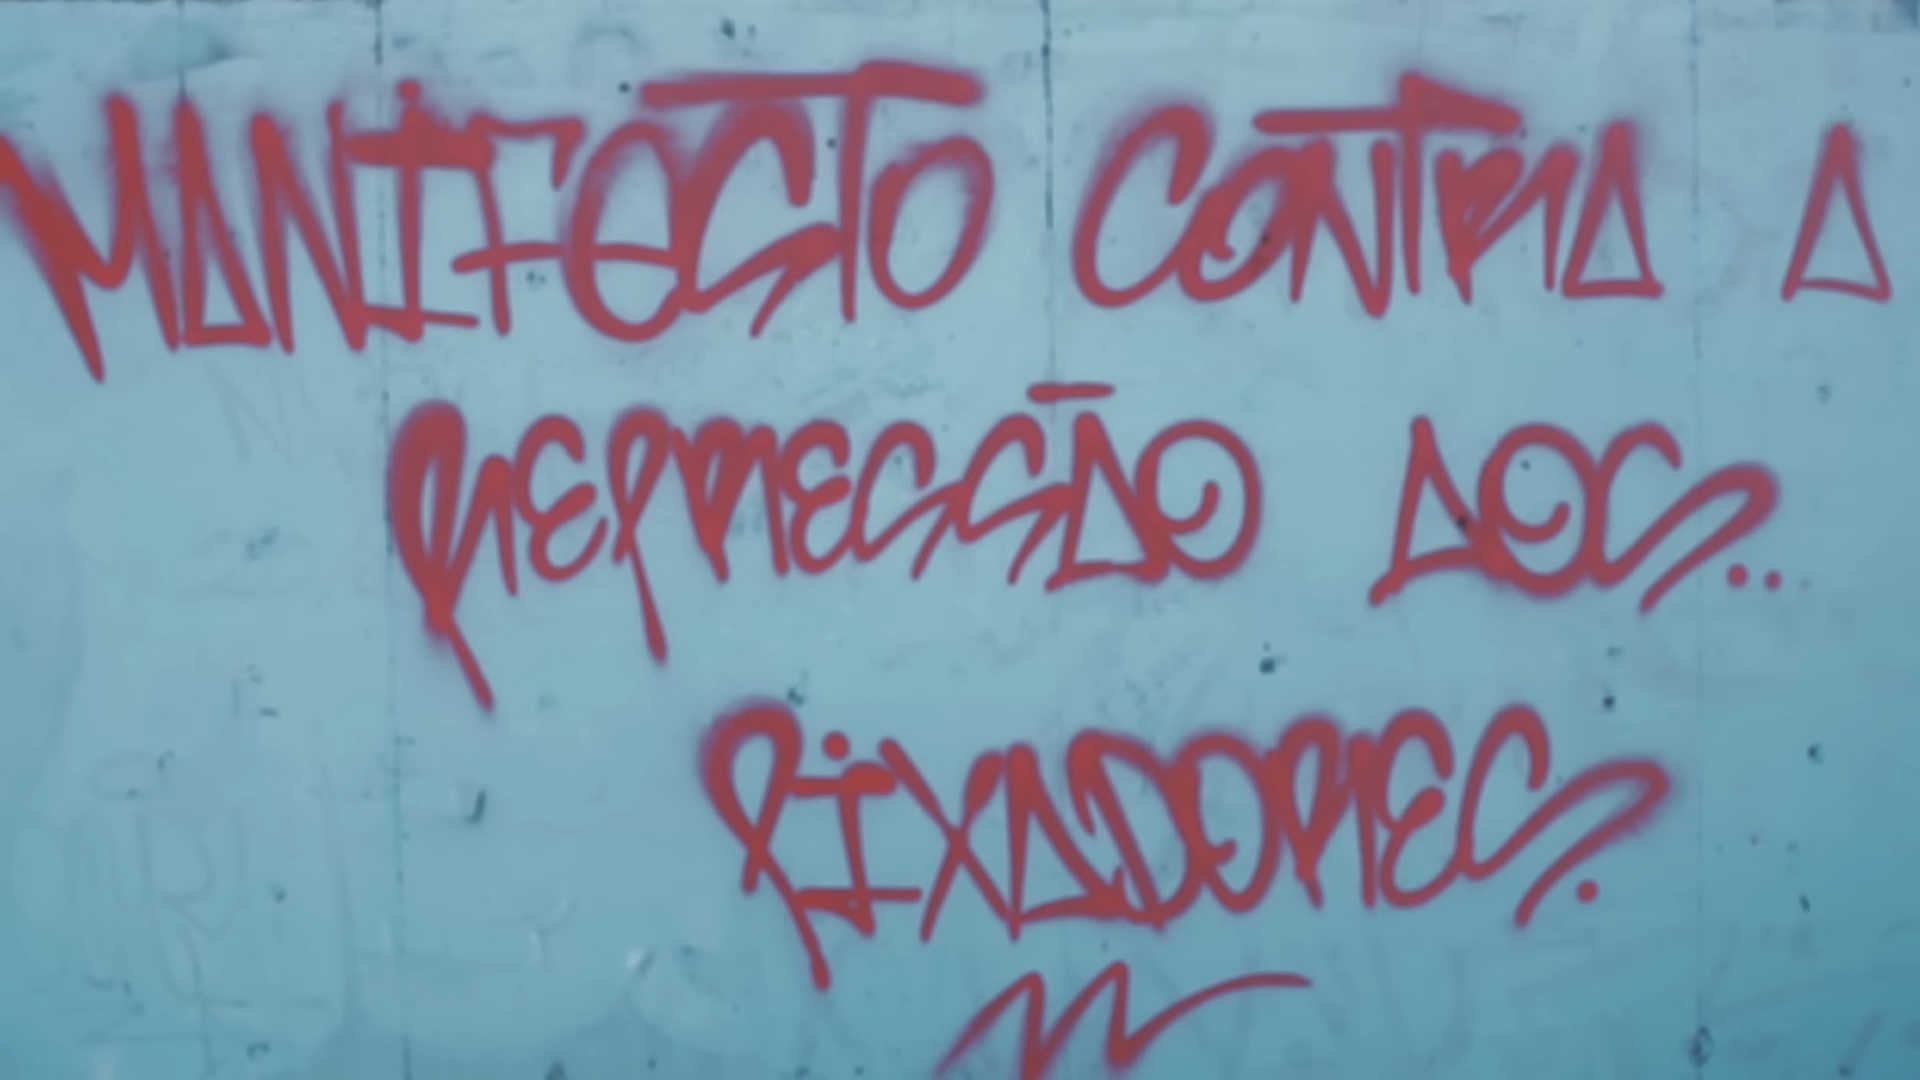 MANIFESTO CONTRA A
REPRESSÃO AOS..
PIXADORES.